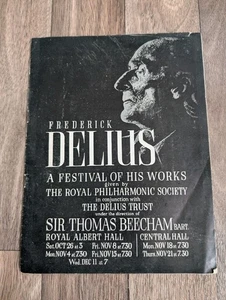 FREDERICK
DELIUS
A FESTIVAL OF HIS WORKS
given by
THE ROYAL PHILHARMONIC SOCIETY
in conjunction with
THE DELIUS TRUST
under the direction of
SIR THOMAS BEECHAM BART.
ROYAL ALBERT HALL
Sat. OCT 26 at 3 Fri. NOV 8 at 7.30
Mon. NOV 4 at 7.30 Fri. NOV 15 at 7.30
Wed. DEC 11 at 7
CENTRAL HALL
Mon. NOV 18 at 7.30
Thurs. NOV 21 at 7.30